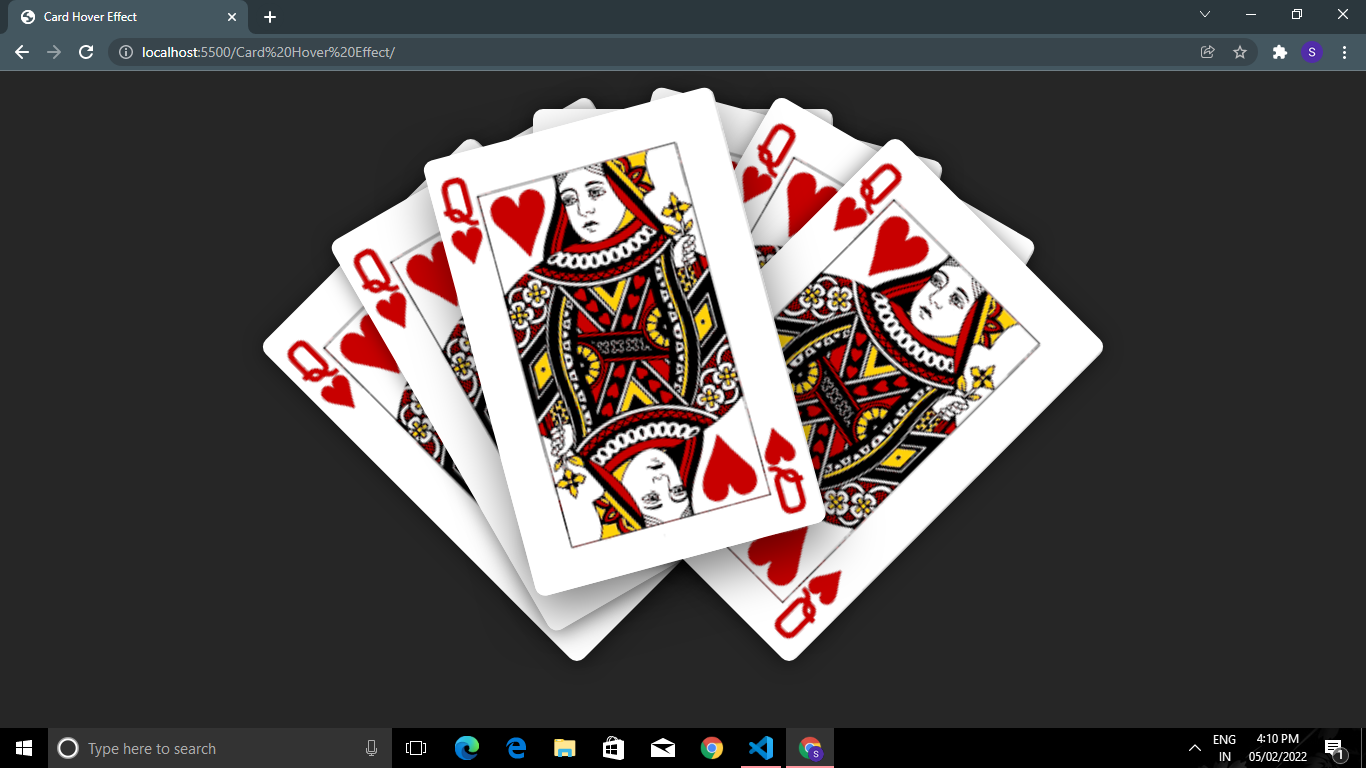 Card Hover Effect
localhost:5500/Card%20Hover%20Effect/
S
Q
Q
Q
Q
Q
Q
Q
Type here to search
S
ENG
IN
4:10 PM
05/02/2022
1